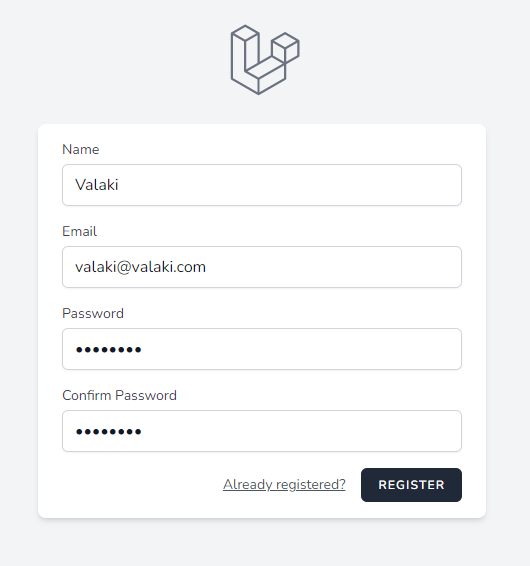 Name
Valaki
Email
valaki@valaki.com
Password
••••••••
Confirm Password
••••••••
Already registered? REGISTER